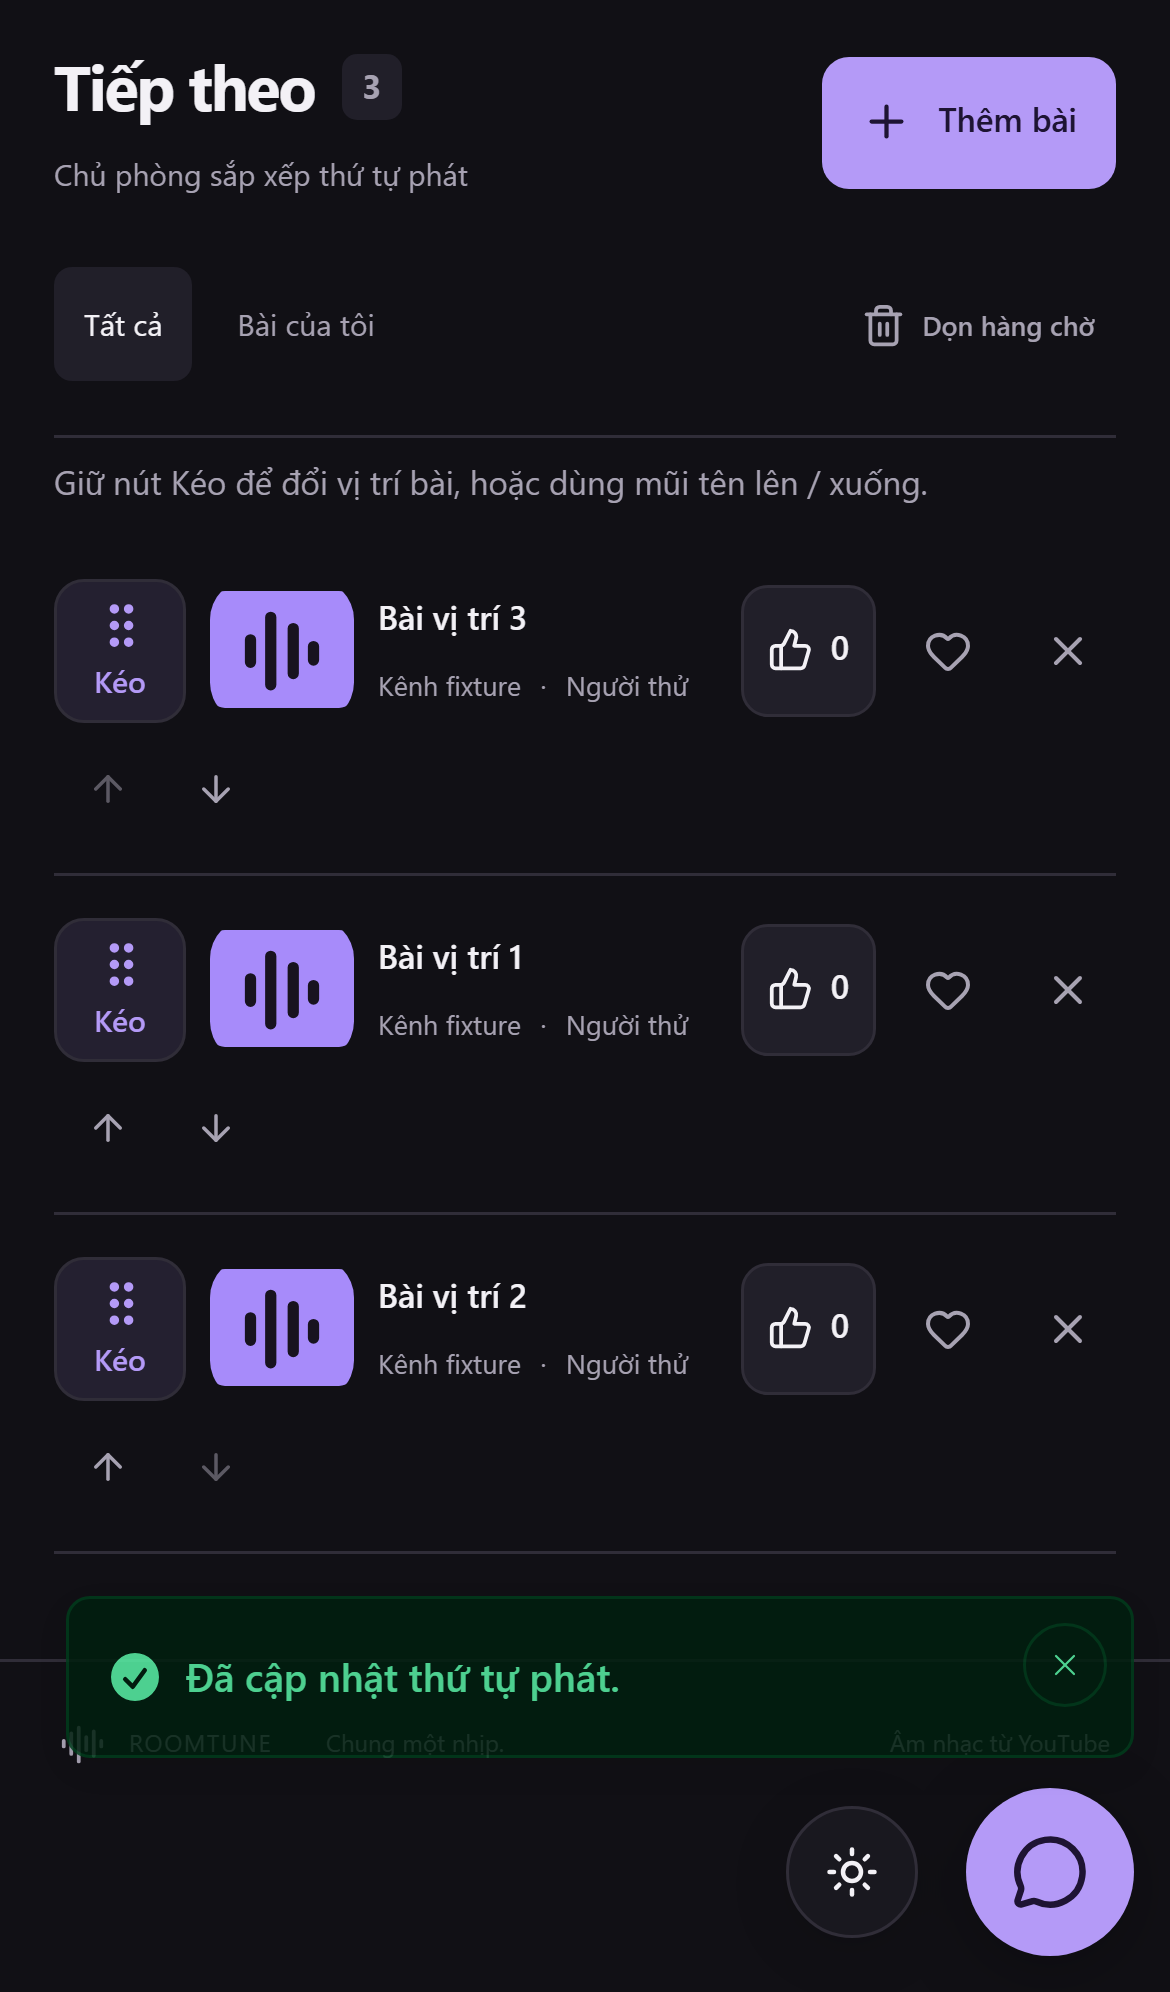 Tiếp theo 3
Thêm bài
Chủ phòng sắp xếp thứ tự phát
Tất cả Bài của tôi Dọn hàng chờ
Giữ nút Kéo để đổi vị trí bài, hoặc dùng mũi tên lên / xuống.
Bài vị trí 3
Kéo
Kênh fixture · Người thử
0
Bài vị trí 1
Kéo
Kênh fixture · Người thử
0
Bài vị trí 2
Kéo
Kênh fixture · Người thử
0
Đã cập nhật thứ tự phát.
ROOMTUNE Chung một nhịp. Âm nhạc từ YouTube